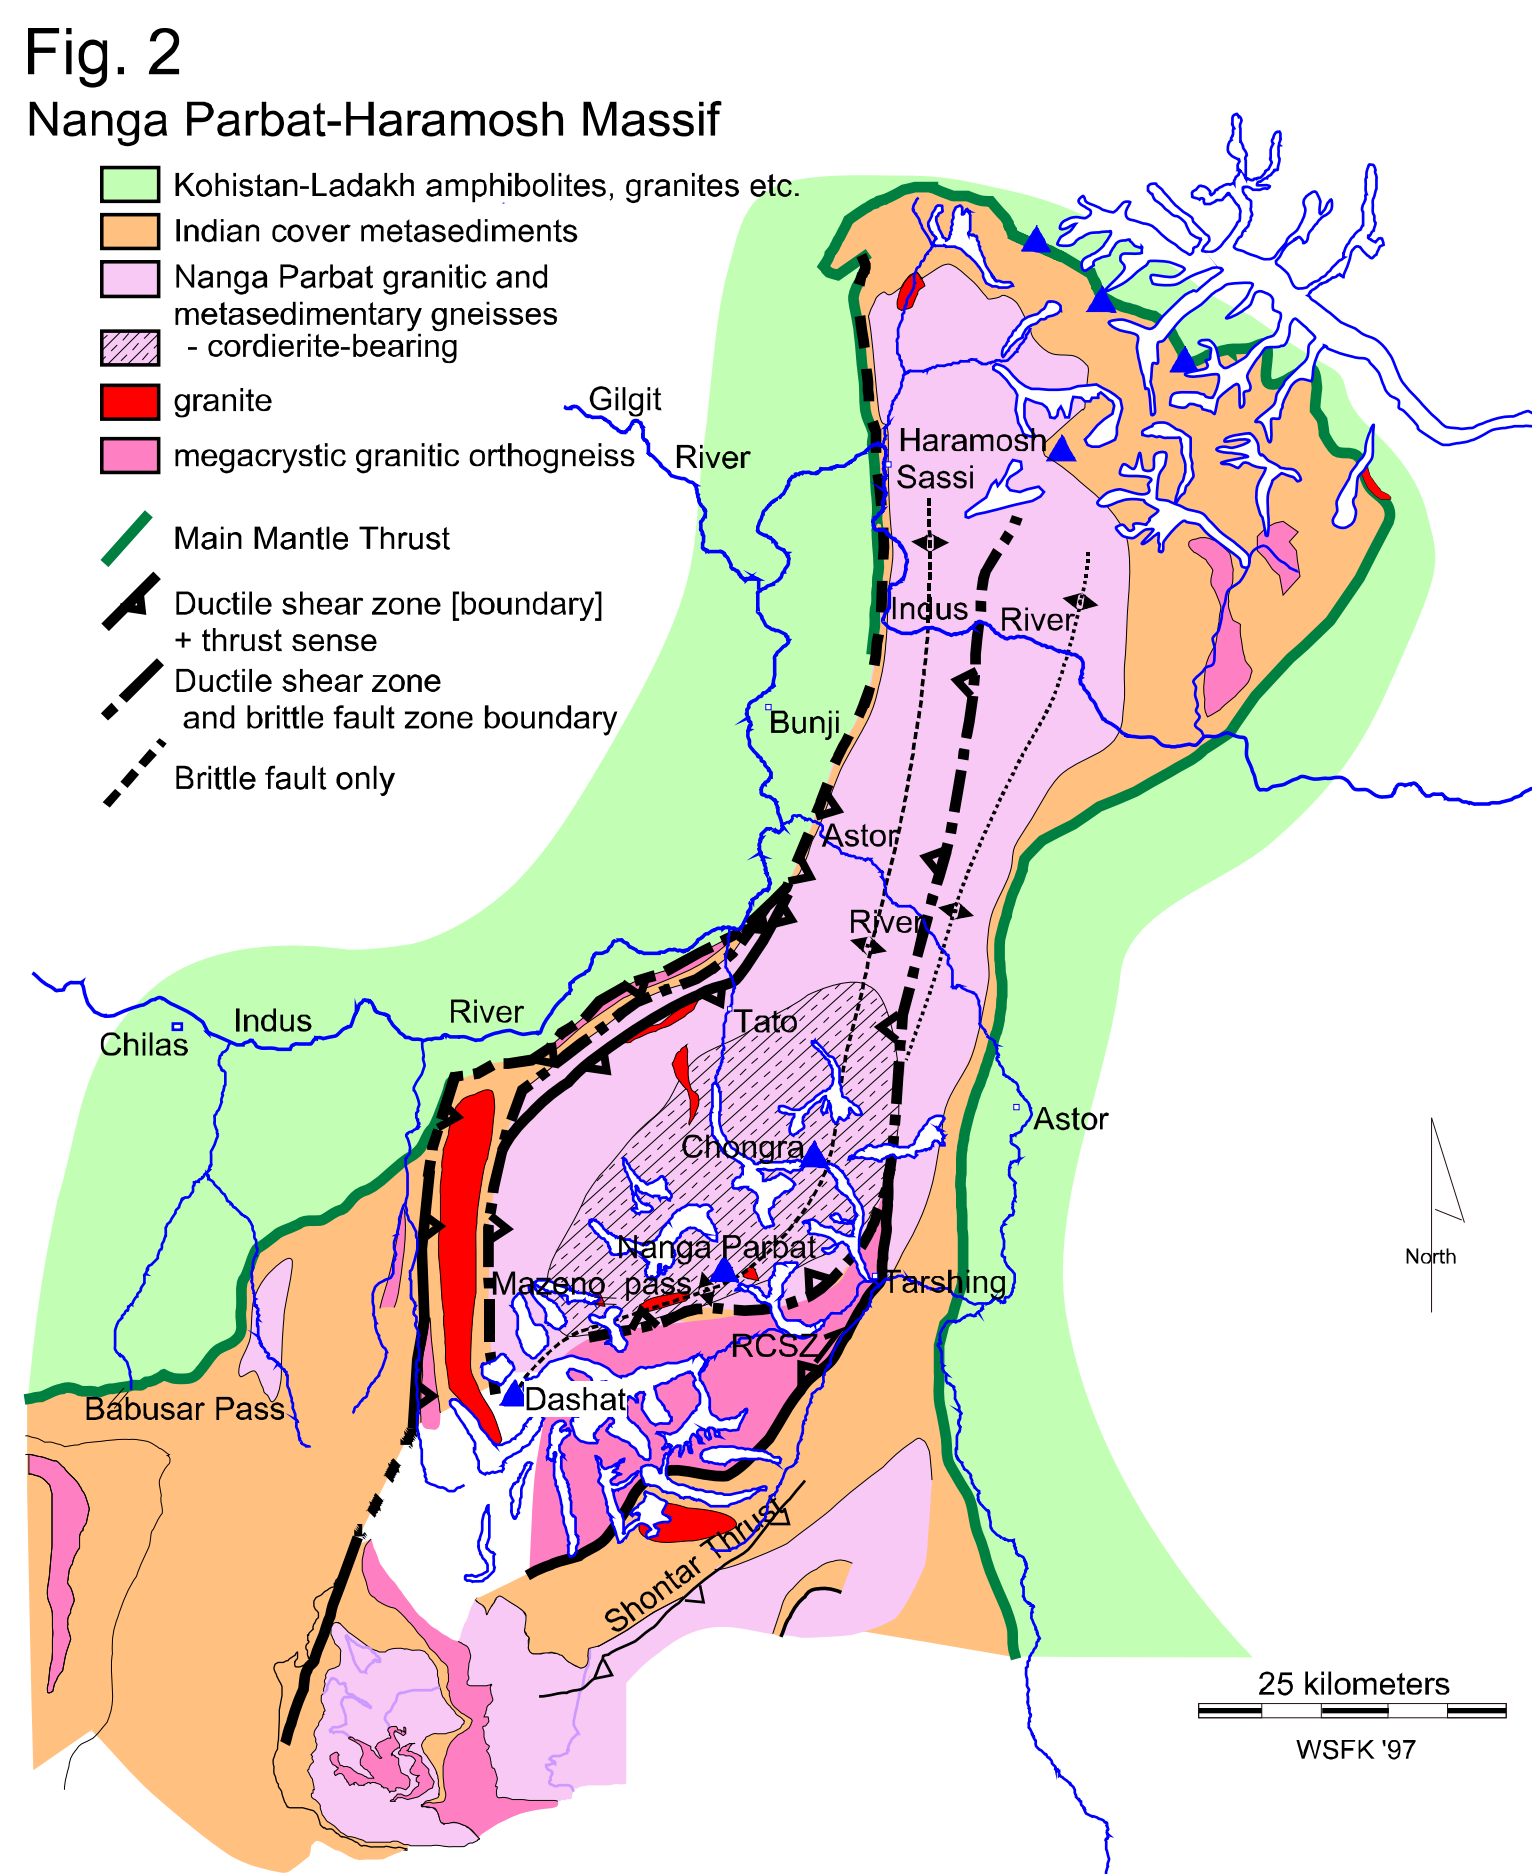 Fig. 2
Nanga Parbat-Haramosh Massif
Kohistan-Ladakh amphibolites, granites etc.
Indian cover metasediments
Nanga Parbat granitic and
metasedimentary gneisses
- cordierite-bearing
granite
megacrystic granitic orthogneiss
Main Mantle Thrust
Ductile shear zone [boundary]
+ thrust sense
Ductile shear zone
and brittle fault zone boundary
Brittle fault only
Gilgit
River
Haramosh
Sassi
Indus River
Bunji
Astor
River
Chilas
Indus
River
Tato
Astor
Chongra
Nanga Parbat
Mazeno pass
Tarshing
RCSZ
Dashat
Babusar Pass
Shontar Thrust
North
25 kilometers
WSFK '97